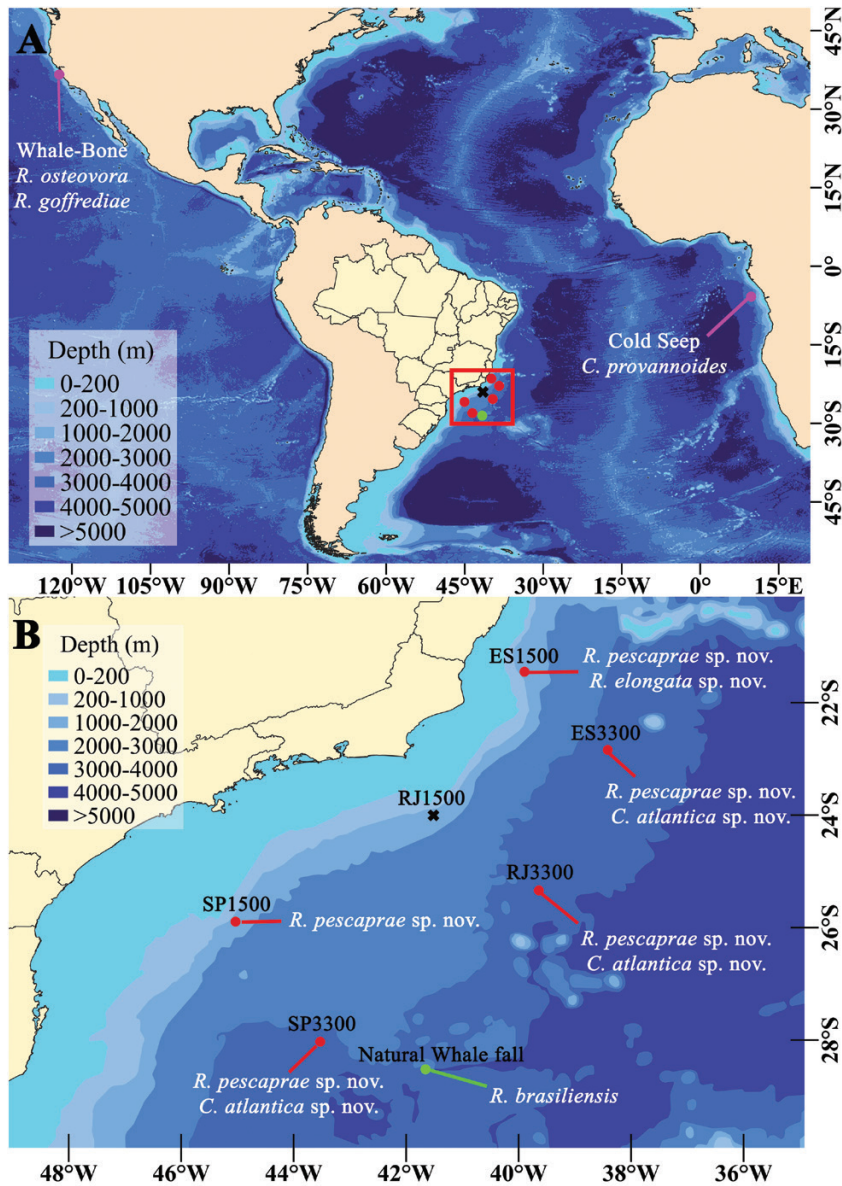 A
45°N
30°N
15°N
0°
15°S
30°S
45°S
Whale-Bone
R. osteovora
R. goffrediae
Cold Seep
C. provannoides
Depth (m)
0-200
200-1000
1000-2000
2000-3000
3000-4000
4000-5000
>5000
120°W 105°W 90°W 75°W 60°W 45°W 30°W 15°W 0° 15°E
B
Depth (m)
0-200
200-1000
1000-2000
2000-3000
3000-4000
4000-5000
>5000
ES1500
R. pescaprae sp. nov.
R. elongata sp. nov.
ES3300
R. pescaprae sp. nov.
C. atlantica sp. nov.
RJ1500
RJ3300
R. pescaprae sp. nov.
C. atlantica sp. nov.
SP1500
R. pescaprae sp. nov.
SP3300
R. pescaprae sp. nov.
C. atlantica sp. nov.
Natural Whale fall
R. brasiliensis
22°S
24°S
26°S
28°S
48°W 46°W 44°W 42°W 40°W 38°W 36°W